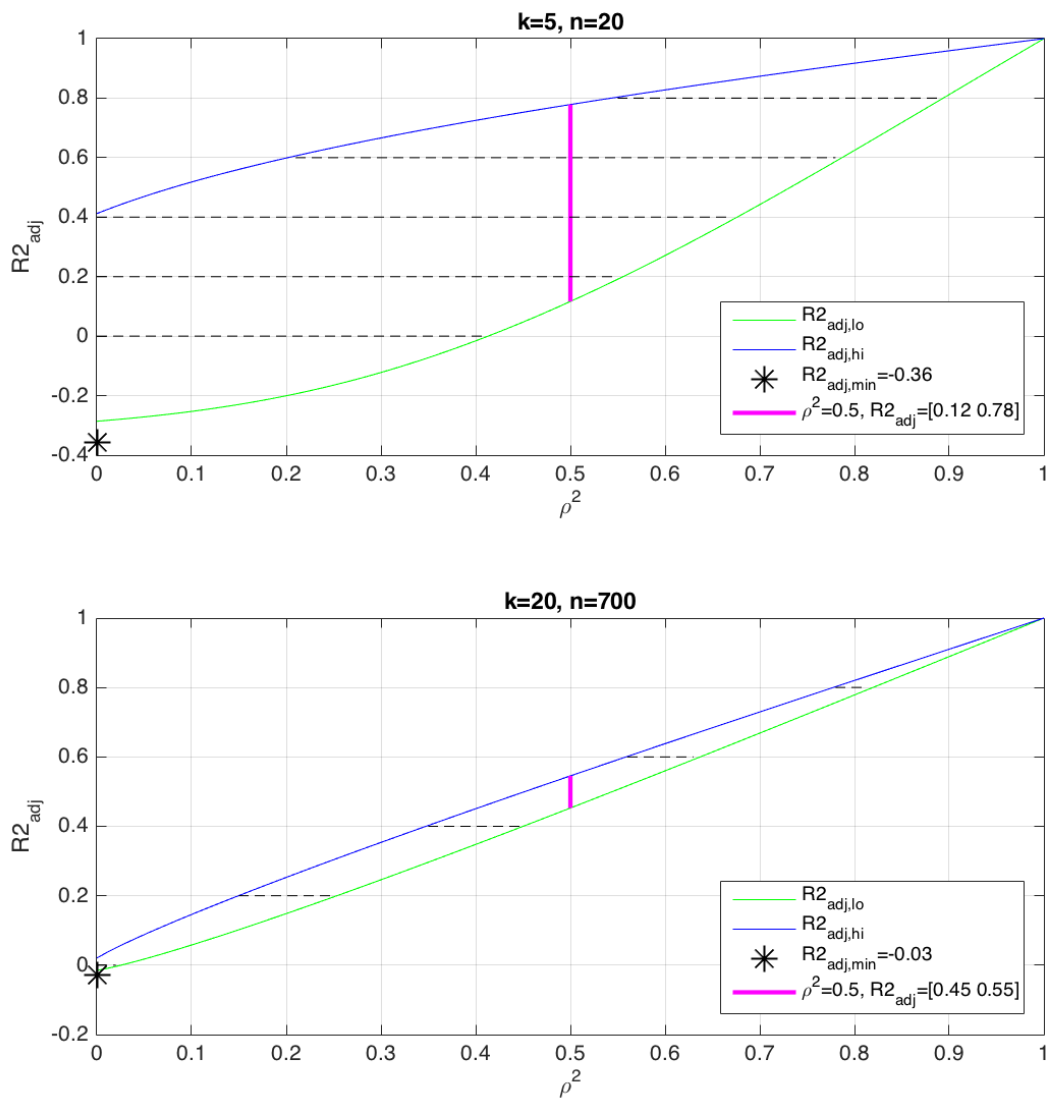 k=5, n=20
1
0.8
0.6
0.4
0.2
0
-0.2
-0.4
R2adj
0 0.1 0.2 0.3 0.4 0.5 0.6 0.7 0.8 0.9 1
ρ²
R2adj,lo
R2adj,hi
R2adj,min=-0.36
ρ²=0.5, R2adj=[0.12 0.78]
k=20, n=700
1
0.8
0.6
0.4
0.2
0
-0.2
R2adj
0 0.1 0.2 0.3 0.4 0.5 0.6 0.7 0.8 0.9 1
ρ²
R2adj,lo
R2adj,hi
R2adj,min=-0.03
ρ²=0.5, R2adj=[0.45 0.55]